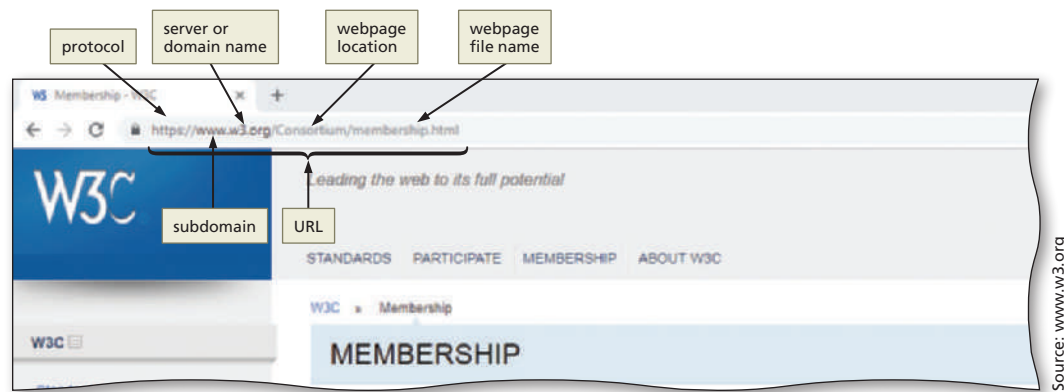 protocol
server or
domain name
webpage
location
webpage
file name
W3 Membership - W3C × +
https://www.w3.org/Consortium/membership.html
W3C
Leading the web to its full potential
subdomain
URL
STANDARDS PARTICIPATE MEMBERSHIP ABOUT W3C
W3C » Membership
W3C
MEMBERSHIP
Source: www.w3.org